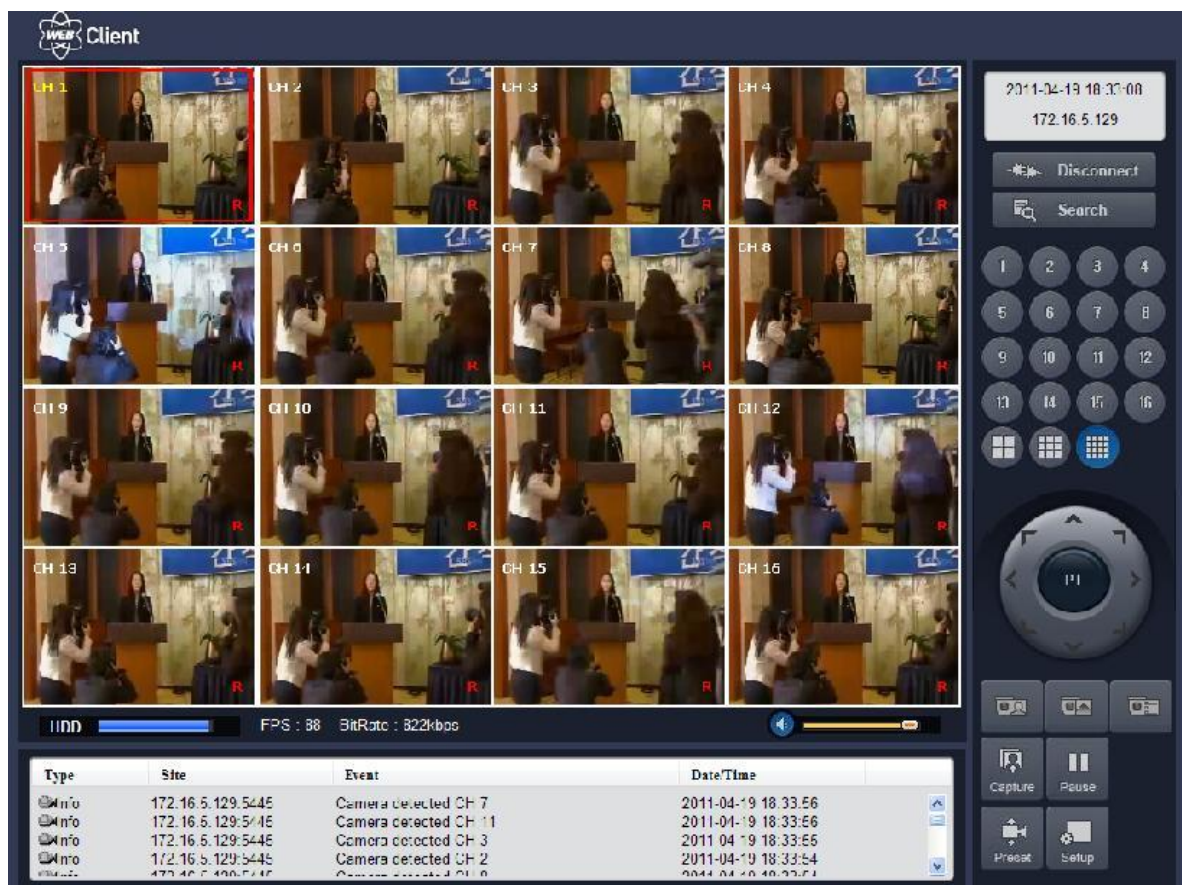 WEB Client
2011-04-19 18:33:08
172.16.5.129
Disconnect
Search
CH 1
CH 2
CH 3
CH 4
R
R
R
R
CH 5
CH 6
CH 7
CH 8
R
R
R
R
CH 9
CH 10
CH 11
CH 12
R
R
R
R
CH 13
CH 14
CH 15
CH 16
R
R
R
R
1 2 3 4
5 6 7 8
9 10 11 12
13 14 15 16
HDD FPS : 88 BitRate : 822kbps
Type Site Event Date/Time
Info 172.16.5.129:5445 Camera detected CH 7 2011-04-19 18:33:56
Info 172.16.5.129:5445 Camera detected CH 11 2011-04-19 18:33:56
Info 172.16.5.129:5445 Camera detected CH 3 2011-04-19 18:33:55
Info 172.16.5.129:5445 Camera detected CH 2 2011-04-19 18:33:54
Capture
Pause
Preset
Setup